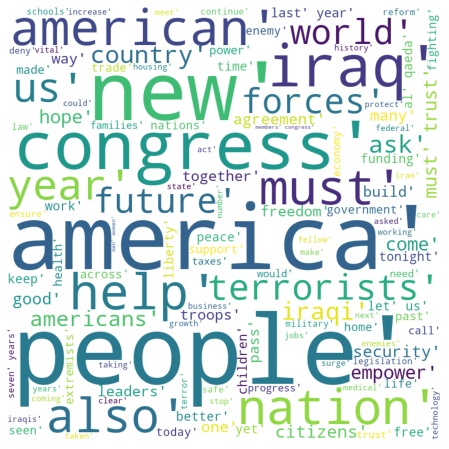 schools' increase' meet' continue' reform'
american' last' year' enemy' history'
deny' vital' housing' world' iraq' fighting'
way' country' power' could' protect'
made' trade' time' al' qaeda'
new' us' forces' many' trust'
hope' families' nations' agreement' federal'
law' act' members' congress' ask' must' trust'
congress' state' funding' iran'
together' economy' government'
year' future' must' build' asked' care'
ensure' work' number' freedom' come' working'
peace' fellow' tonight'
america' liberty' support' make'
keep' health' across' taxes' would' need'
good' men' women' help' terrorists'
business' iraqi' let' us' past'
americans' troops' growth' military' home' next' call'
extremists' pass' jobs' enemies'
people' children' security' legislation'
seven' years' taking' surge' empower'
leaders' progress' medical' life'
years' clear' terror' safe' nation'
coming' stop' better' citizens'
iraqis' also' today' one' yet' free'
seen' taken' trust' technology'